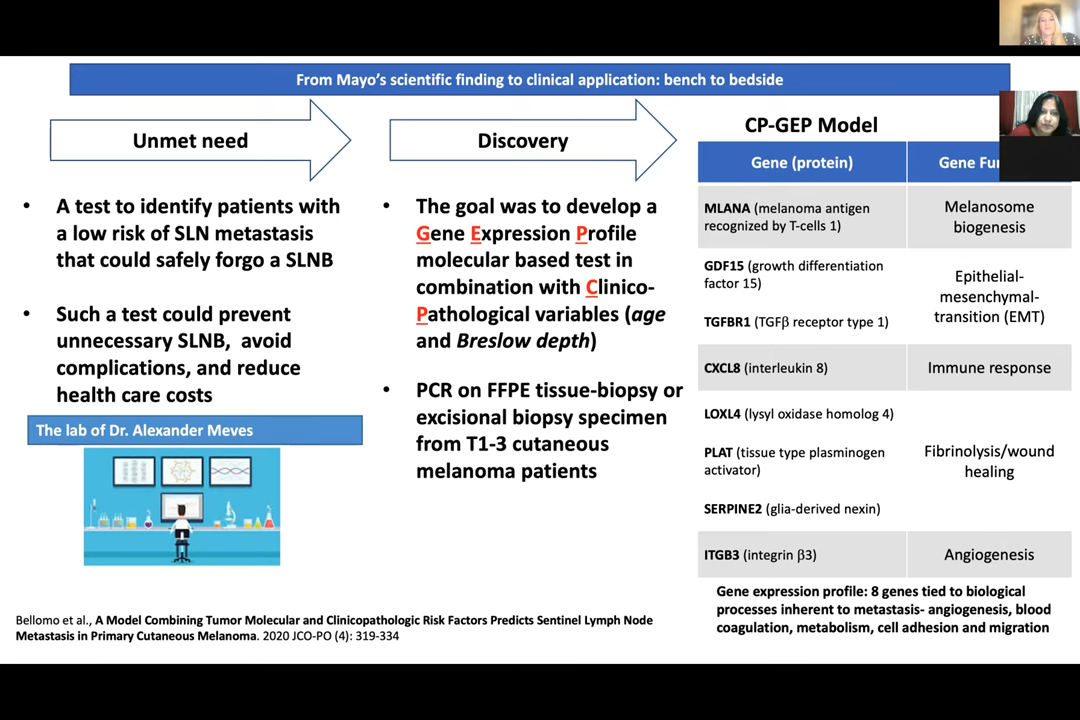 From Mayo's scientific finding to clinical application: bench to bedside
Unmet need
• A test to identify patients with
a low risk of SLN metastasis
that could safely forgo a SLNB
• Such a test could prevent
unnecessary SLNB, avoid
complications, and reduce
health care costs
The lab of Dr. Alexander Meves
Discovery
• The goal was to develop a
Gene Expression Profile
molecular based test in
combination with Clinico-
Pathological variables (age
and Breslow depth)
• PCR on FFPE tissue-biopsy or
excisional biopsy specimen
from T1-3 cutaneous
melanoma patients
CP-GEP Model
Gene (protein)
Gene
MLANA (melanoma antigen
recognized by T-cells 1)
Melanosome
biogenesis
GDF15 (growth differentiation
factor 15)
TGFBR1 (TGFβ receptor type 1)
Epithelial-
mesenchymal-
transition (EMT)
CXCL8 (interleukin 8)
Immune response
LOXL4 (lysyl oxidase homolog 4)
PLAT (tissue type plasminogen
activator)
SERPINE2 (glia-derived nexin)
Fibrinolysis/wound
healing
ITGB3 (integrin β3)
Angiogenesis
Gene expression profile: 8 genes tied to biological
processes inherent to metastasis- angiogenesis, blood
coagulation, metabolism, cell adhesion and migration
Bellomo et al., A Model Combining Tumor Molecular and Clinicopathologic Risk Factors Predicts Sentinel Lymph Node
Metastasis in Primary Cutaneous Melanoma. 2020 JCO-PO (4): 319-334